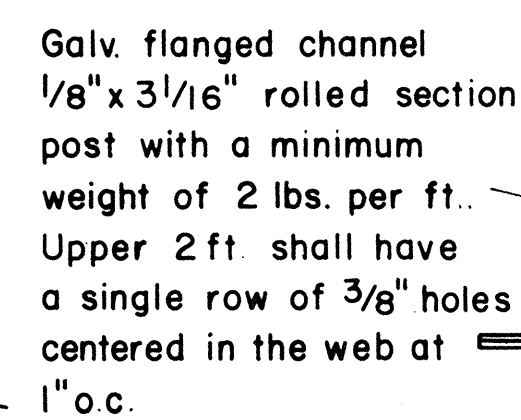 Galv. flanged channel
1/8" x 3 1/16" rolled section
post with a minimum
weight of 2 lbs. per ft..
Upper 2 ft. shall have
a single row of 3/8" holes
centered in the web at
1" o.c.